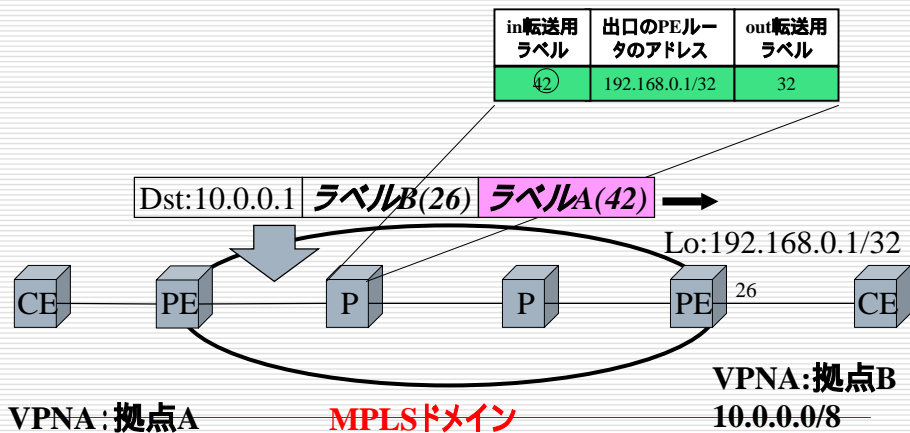 in転送用
ラベル
出口のPEルー
タのアドレス
out転送用
ラベル
42
192.168.0.1/32
32
Dst:10.0.0.1
ラベルB(26)
ラベルA(42)
Lo:192.168.0.1/32
CE
PE
P
P
PE
26
CE
VPNA:拠点A
MPLSドメイン
VPNA:拠点B
10.0.0.0/8